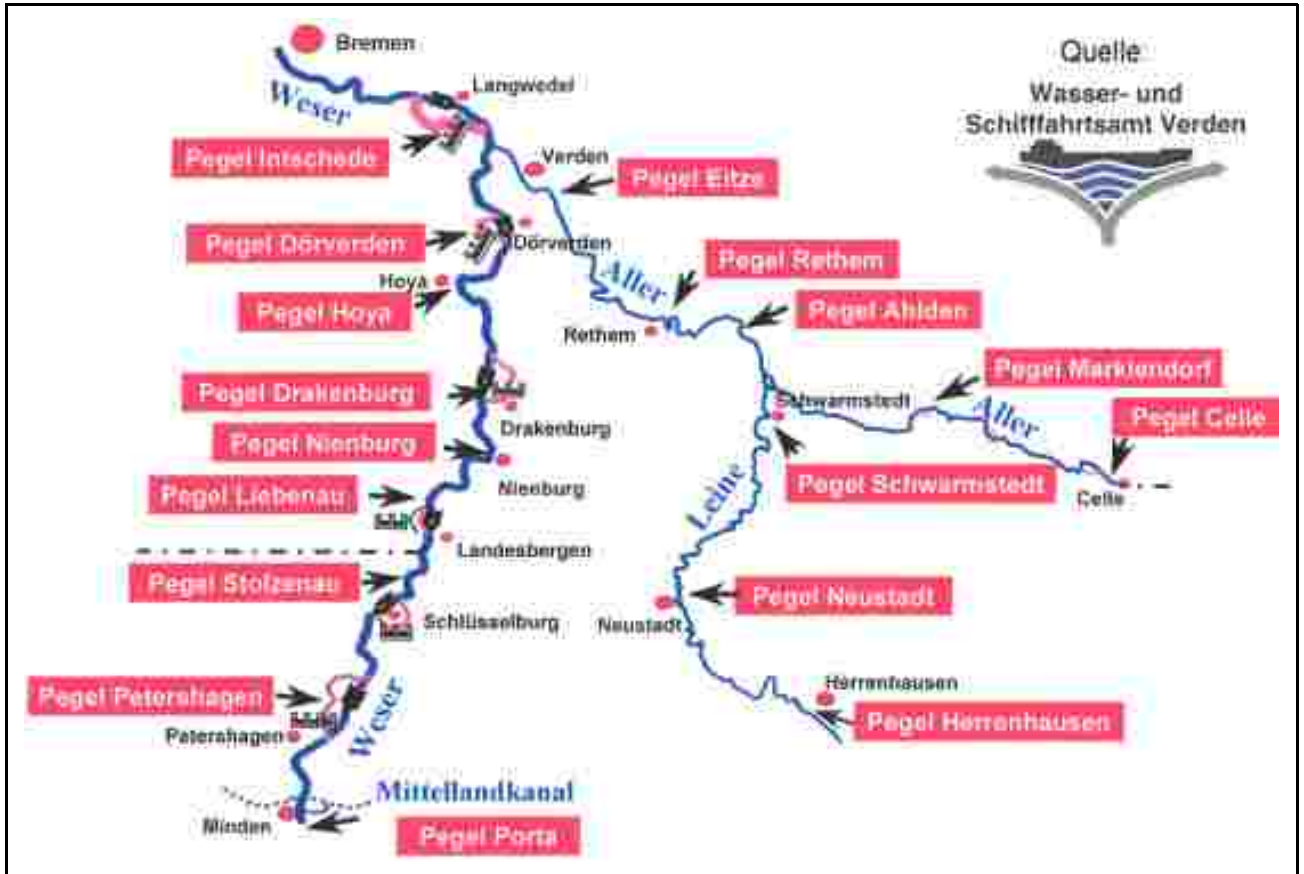 Bremen
Quelle
Wasser- und
Schifffahrtsamt Verden
Langwedel
Weser
Pegel Intschede
Verden
Pegel Eitze
Pegel Dörverden
Dörverden
Pegel Rethem
Aller
Hoya
Pegel Hoya
Pegel Ahlden
Rethem
Pegel Marklendorf
Pegel Drakenburg
Schwarmstedt
Aller
Pegel Celle
Drakenburg
Pegel Nienburg
Pegel Schwarmstedt
Nienburg
Pegel Liebenau
Leine
Celle
Landesbergen
Pegel Stolzenau
Pegel Neustadt
Schlüsselburg
Neustadt
Pegel Petershagen
Herrenhausen
Pegel Herrenhausen
Petershagen
Weser
Mittellandkanal
Minden
Pegel Porta